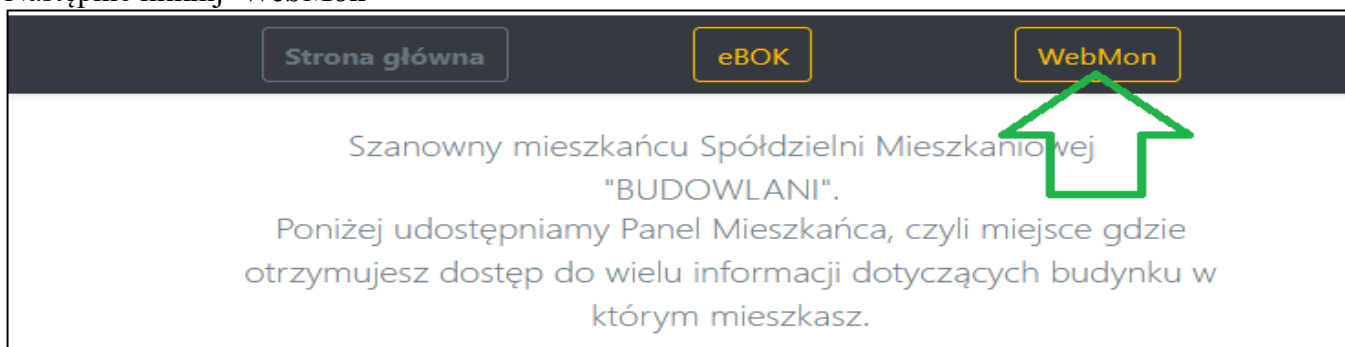 Strona główna eBOK WebMon
Szanowny mieszkańcu Spółdzielni Mieszkaniowej
"BUDOWLANI".
Poniżej udostępniamy Panel Mieszkańca, czyli miejsce gdzie
otrzymujesz dostęp do wielu informacji dotyczących budynku w
którym mieszkasz.